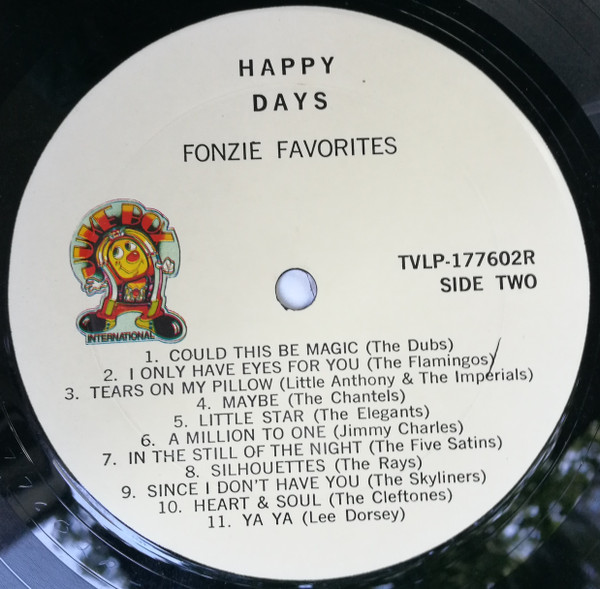 HAPPY
DAYS
FONZIE FAVORITES
JUKE BOX
INTERNATIONAL
TVLP-177602R
SIDE TWO
1. COULD THIS BE MAGIC (The Dubs)
2. I ONLY HAVE EYES FOR YOU (The Flamingos)
3. TEARS ON MY PILLOW (Little Anthony & The Imperials)
4. MAYBE (The Chantels)
5. LITTLE STAR (The Elegants)
6. A MILLION TO ONE (Jimmy Charles)
7. IN THE STILL OF THE NIGHT (The Five Satins)
8. SILHOUETTES (The Rays)
9. SINCE I DON'T HAVE YOU (The Skyliners)
10. HEART & SOUL (The Cleftones)
11. YA YA (Lee Dorsey)